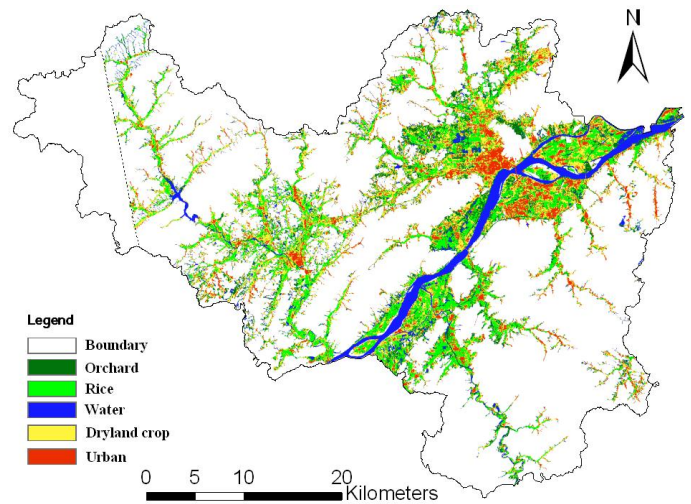 N
Legend
Boundary
Orchard
Rice
Water
Dryland crop
Urban
0 5 10 20
Kilometers